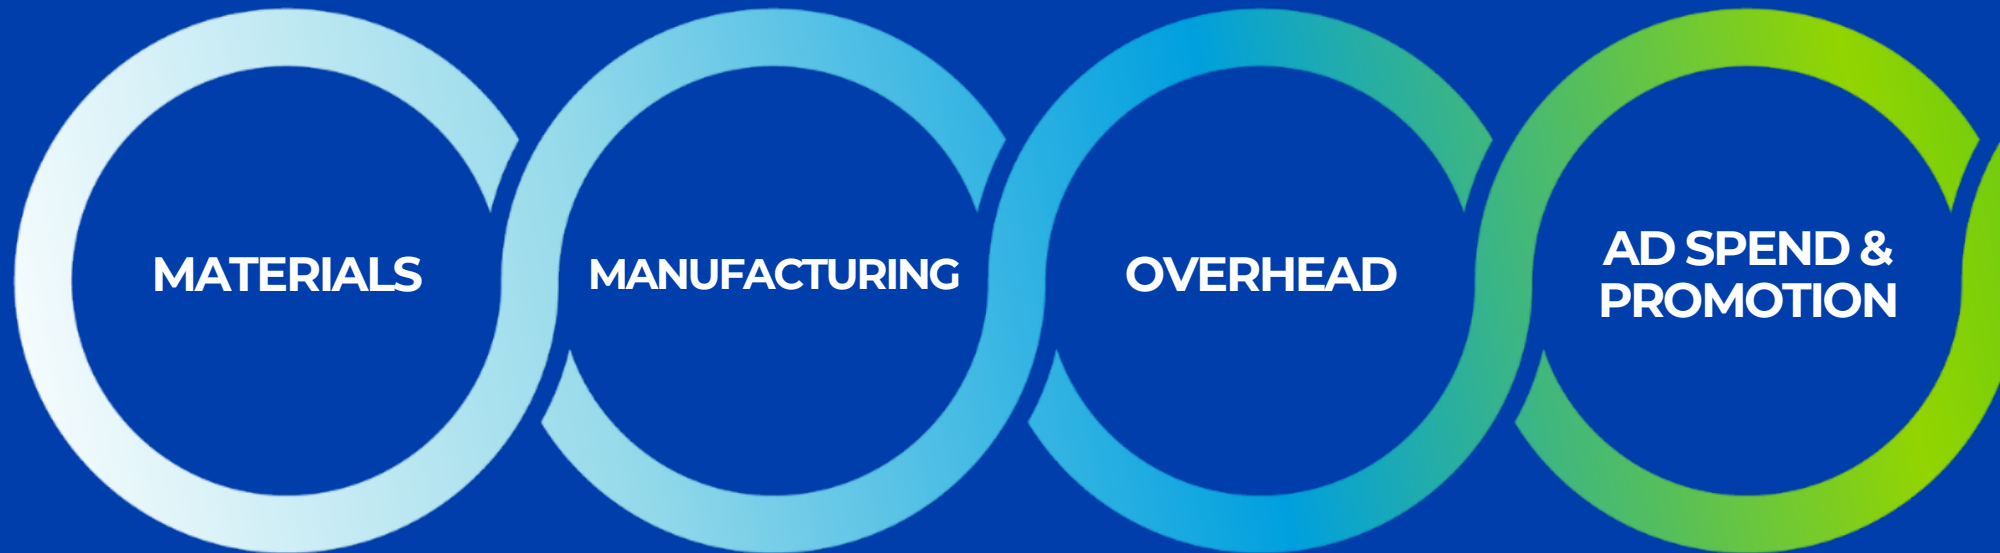 MATERIALS
MANUFACTURING
OVERHEAD
AD SPEND &
PROMOTION